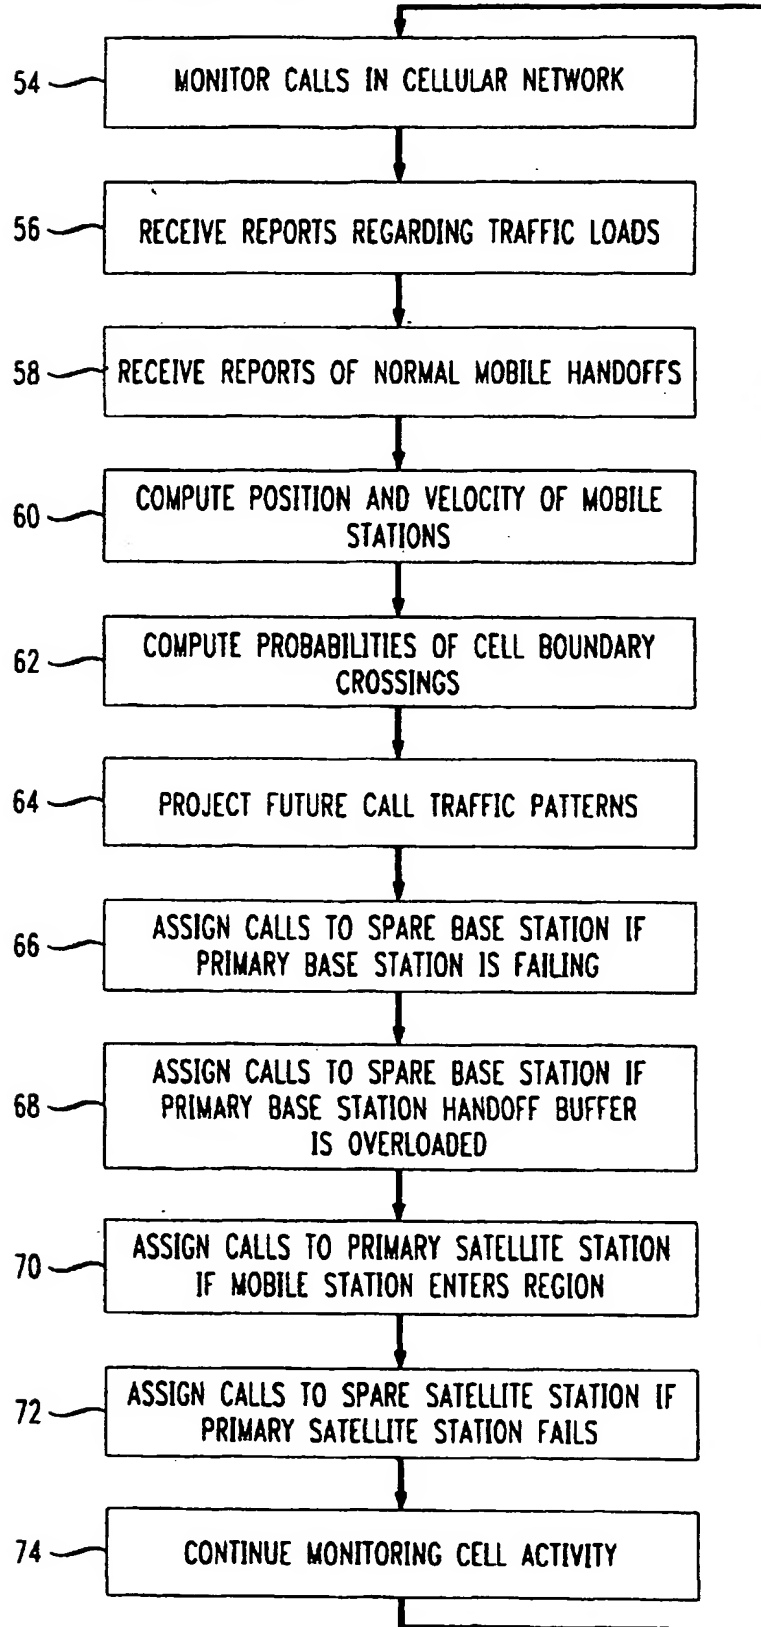 54
MONITOR CALLS IN CELLULAR NETWORK
56
RECEIVE REPORTS REGARDING TRAFFIC LOADS
58
RECEIVE REPORTS OF NORMAL MOBILE HANDOFFS
60
COMPUTE POSITION AND VELOCITY OF MOBILE
STATIONS
62
COMPUTE PROBABILITIES OF CELL BOUNDARY
CROSSINGS
64
PROJECT FUTURE CALL TRAFFIC PATTERNS
66
ASSIGN CALLS TO SPARE BASE STATION IF
PRIMARY BASE STATION IS FAILING
68
ASSIGN CALLS TO SPARE BASE STATION IF
PRIMARY BASE STATION HANDOFF BUFFER
IS OVERLOADED
70
ASSIGN CALLS TO PRIMARY SATELLITE STATION
IF MOBILE STATION ENTERS REGION
72
ASSIGN CALLS TO SPARE SATELLITE STATION IF
PRIMARY SATELLITE STATION FAILS
74
CONTINUE MONITORING CELL ACTIVITY